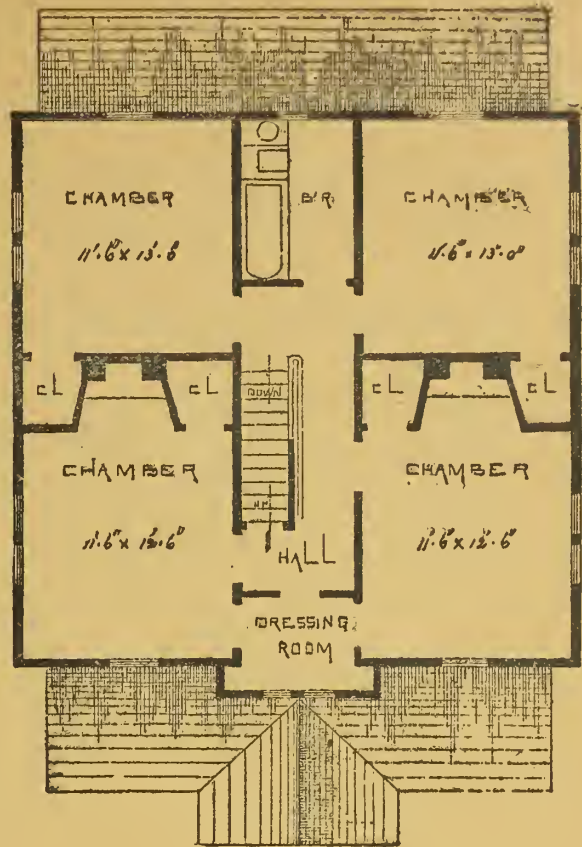 CHAMBER
11'-6" x 13'-6"
B'R
CHAMBER
11'-6" x 13'-0"
CL
CL
DOWN
CL
CL
CHAMBER
11'-6" x 12'-6"
UP
HALL
CHAMBER
11'-6" x 12'-6"
DRESSING
ROOM